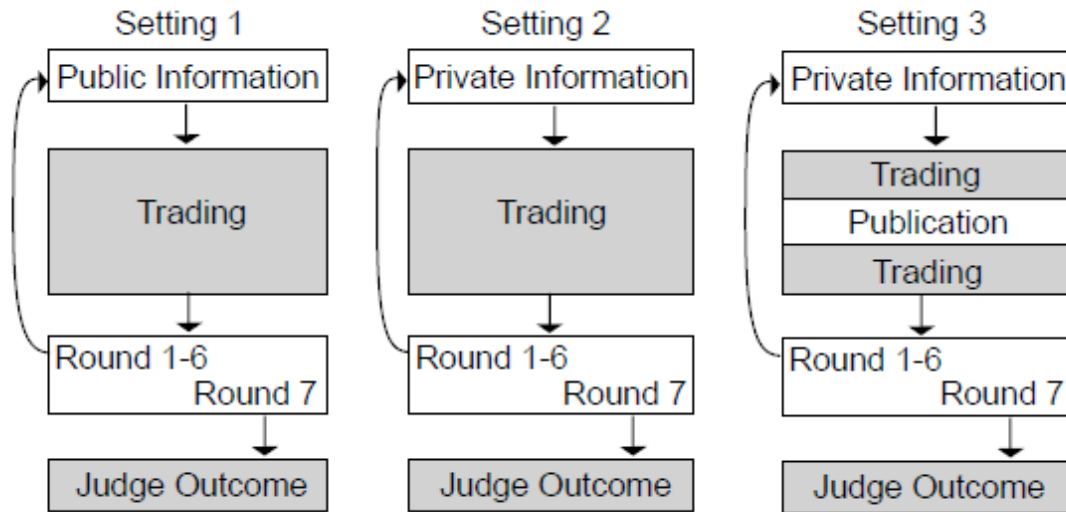 Setting 1
Public Information
Trading
Round 1-6
Round 7
Judge Outcome
Setting 2
Private Information
Trading
Round 1-6
Round 7
Judge Outcome
Setting 3
Private Information
Trading
Publication
Trading
Round 1-6
Round 7
Judge Outcome